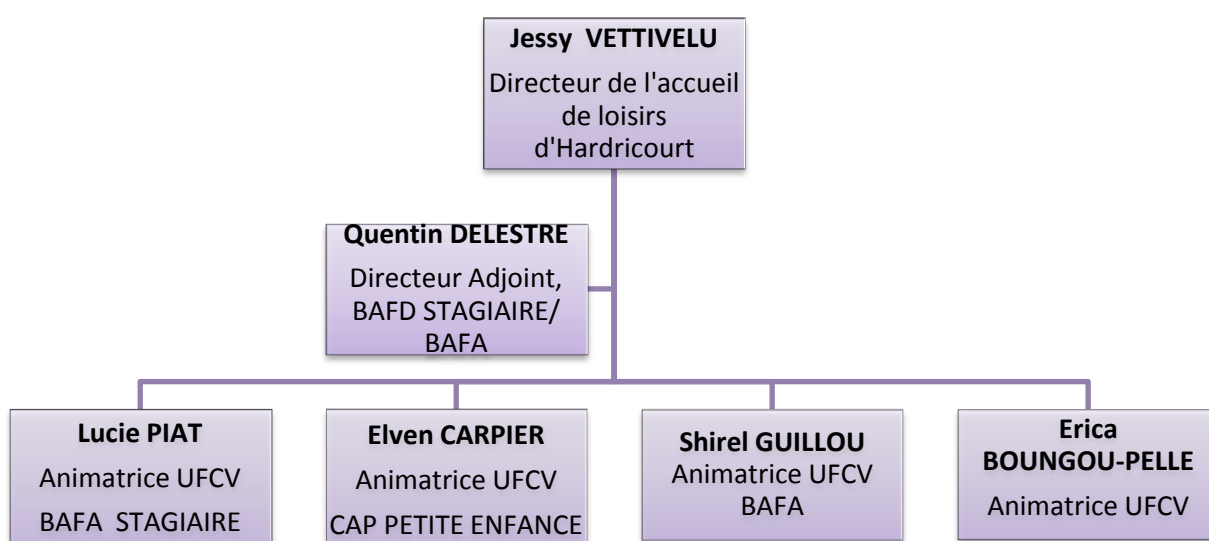 Jessy VETTIVELU
Directeur de l'accueil
de loisirs
d'Hardricourt
Quentin DELESTRE
Directeur Adjoint,
BAFD STAGIAIRE/
BAFA
Lucie PIAT
Animatrice UFCV
BAFA STAGIAIRE
Elven CARPIER
Animatrice UFCV
CAP PETITE ENFANCE
Shirel GUILLOU
Animatrice UFCV
BAFA
Erica
BOUNGOU-PELLE
Animatrice UFCV